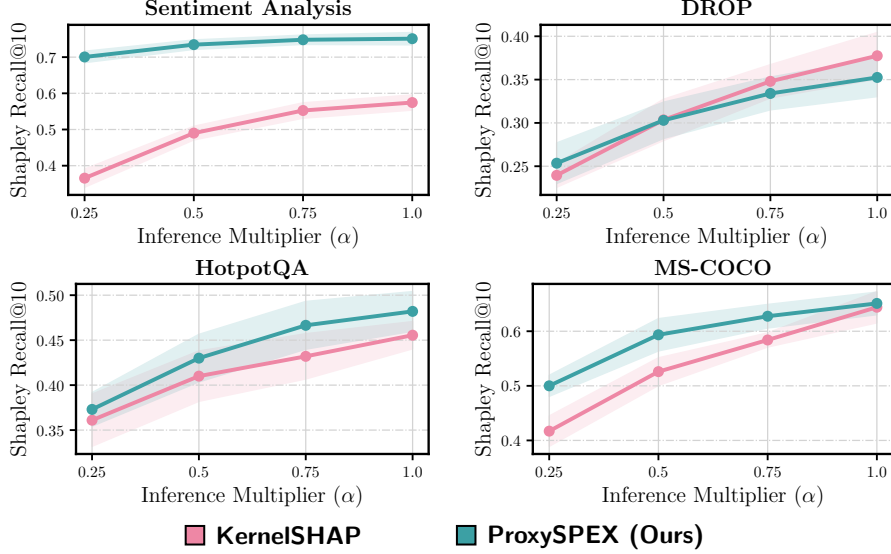 Sentiment Analysis
Shapley Recall@10
0.7
0.6
0.5
0.4
0.25
0.5
0.75
1.0
Inference Multiplier (α)
DROP
Shapley Recall@10
0.40
0.35
0.30
0.25
0.25
0.5
0.75
1.0
Inference Multiplier (α)
HotpotQA
Shapley Recall@10
0.50
0.45
0.40
0.35
0.25
0.5
0.75
1.0
Inference Multiplier (α)
MS-COCO
Shapley Recall@10
0.6
0.5
0.4
0.25
0.5
0.75
1.0
Inference Multiplier (α)
KernelSHAP
ProxySPEX (Ours)